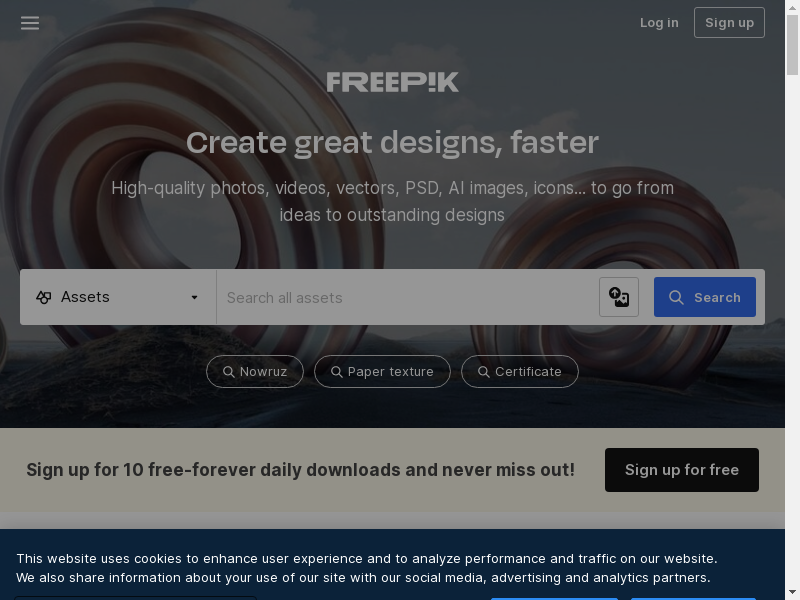 Log in
Sign up
FREEPIK
Create great designs, faster
High-quality photos, videos, vectors, PSD, AI images, icons... to go from
ideas to outstanding designs
Assets
Search all assets
Search
Nowruz
Paper texture
Certificate
Sign up for 10 free-forever daily downloads and never miss out!
Sign up for free
This website uses cookies to enhance user experience and to analyze performance and traffic on our website.
We also share information about your use of our site with our social media, advertising and analytics partners.